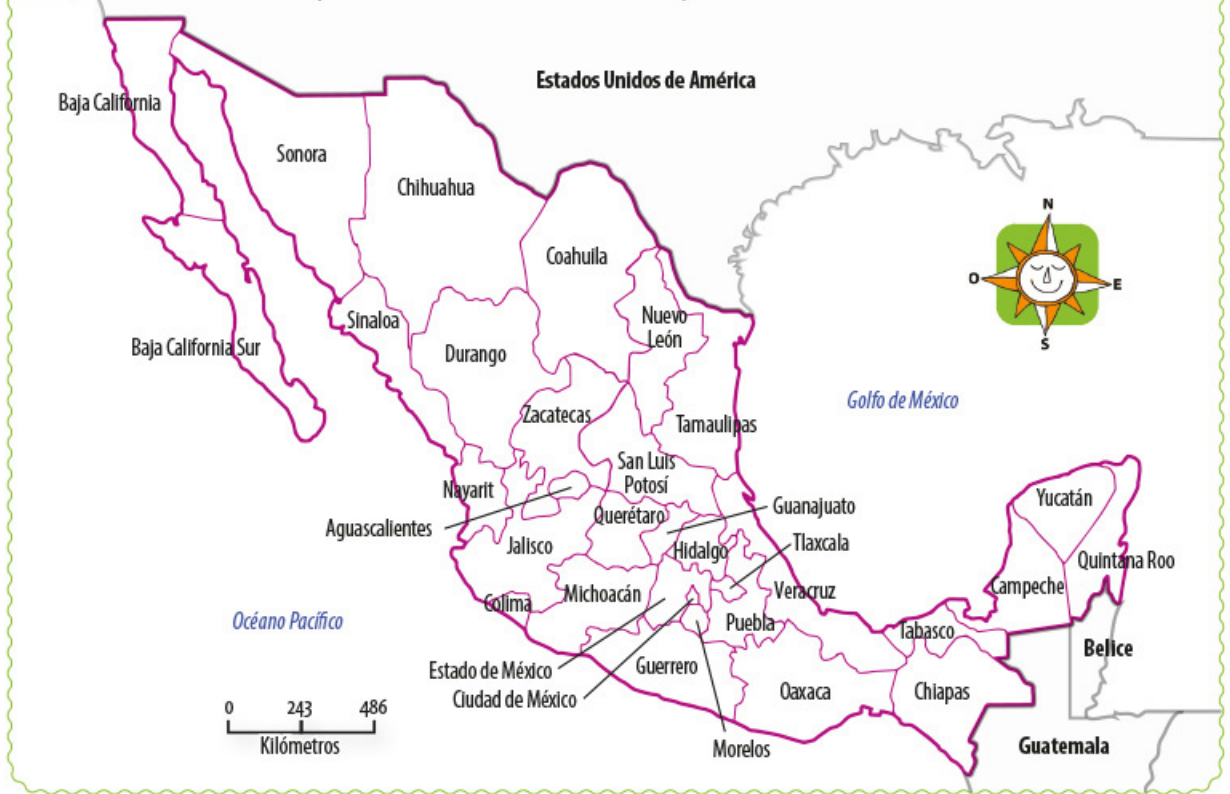 Estados Unidos de América
Baja California
Sonora
Chihuahua
N
Coahuila
O
E
Sinaloa
Nuevo
León
S
Baja California Sur
Durango
Golfo de México
Zacatecas
Tamaulipas
San Luis
Potosí
Nayarit
Yucatán
Aguascalientes
Querétaro
Guanajuato
Jalisco
Hidalgo
Tlaxcala
Quintana Roo
Campeche
Colima
Michoacán
Veracruz
Océano Pacífico
Puebla
Tabasco
Belice
Estado de México
Guerrero
Ciudad de México
Oaxaca
Chiapas
0 243 486
Kilómetros
Morelos
Guatemala